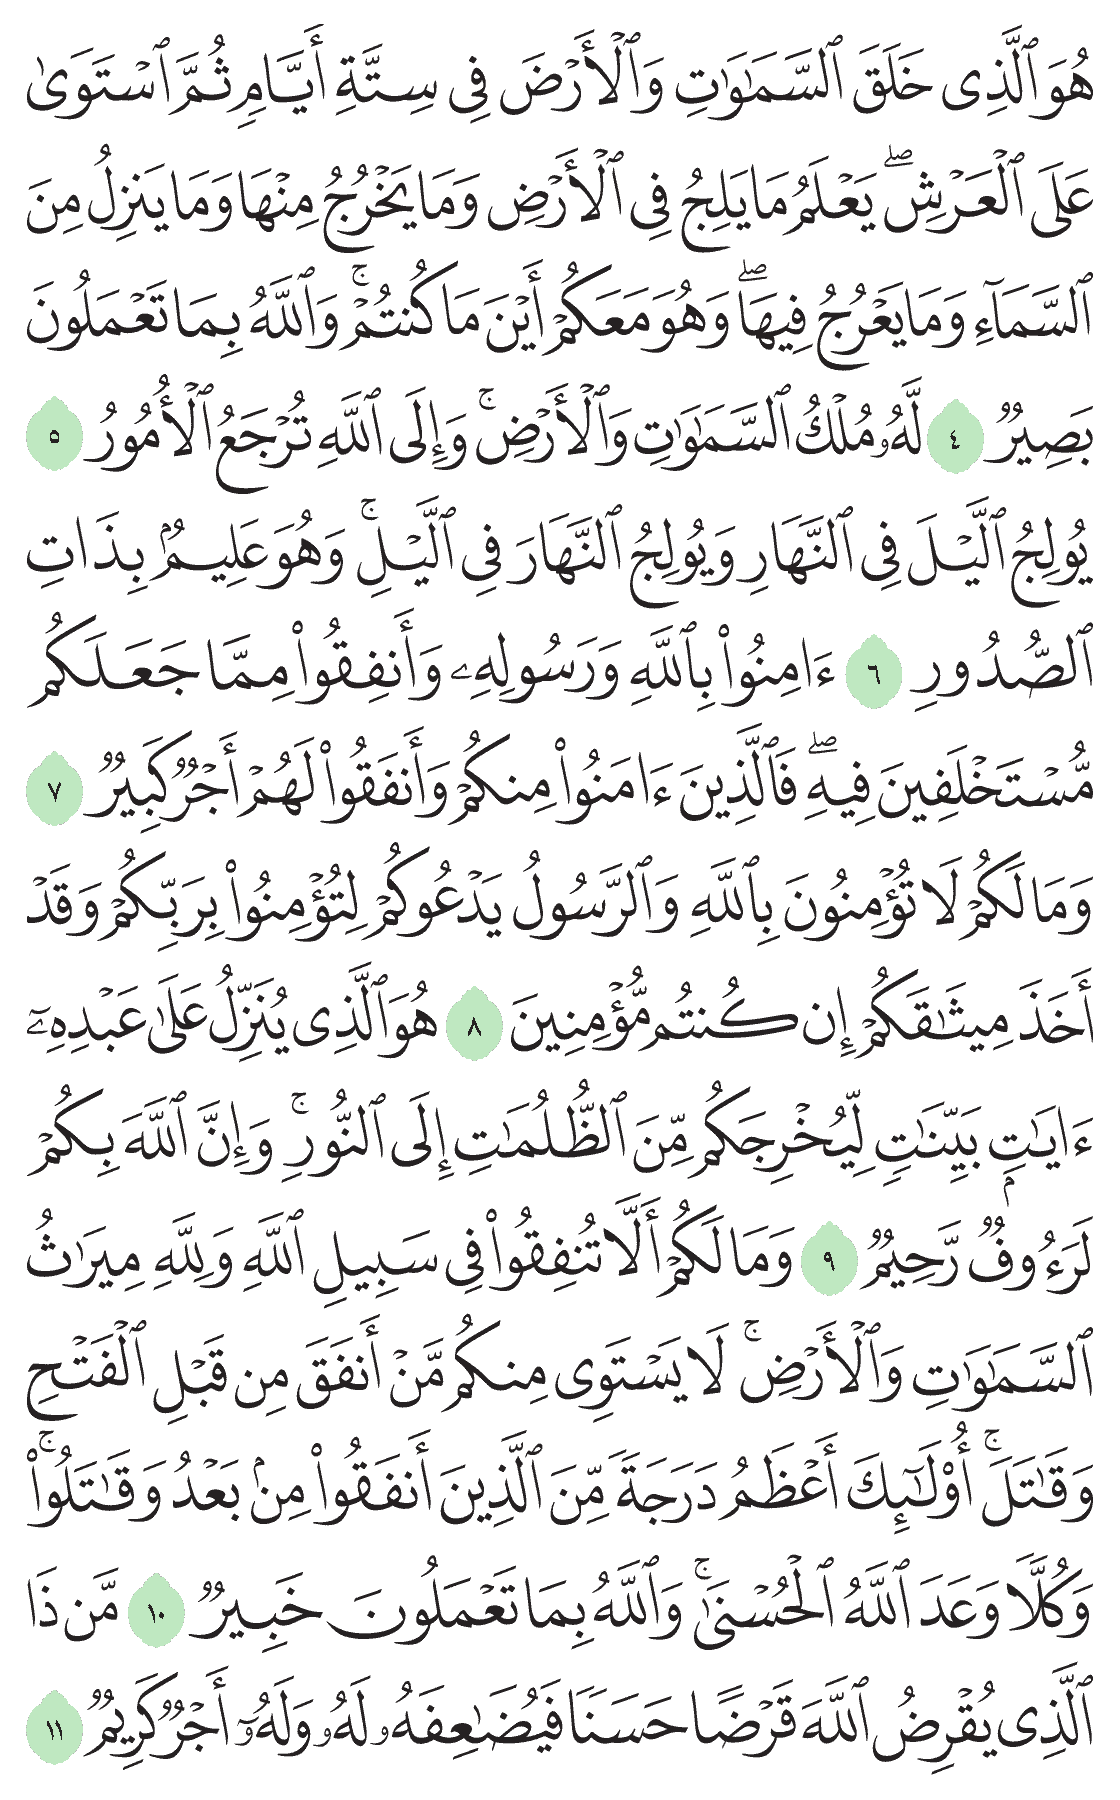 هُوَ ٱلَّذِى خَلَقَ ٱلسَّمَـٰوَٰتِ وَٱلْأَرْضَ فِى سِتَّةِ أَيَّامٍ ثُمَّ ٱسْتَوَىٰ
عَلَى ٱلْعَرْشِ ۖ يَعْلَمُ مَا يَلِجُ فِى ٱلْأَرْضِ وَمَا يَخْرُجُ مِنْهَا وَمَا يَنزِلُ مِنَ
ٱلسَّمَآءِ وَمَا يَعْرُجُ فِيهَا ۖ وَهُوَ مَعَكُمْ أَيْنَ مَا كُنتُمْ ۚ وَٱللَّهُ بِمَا تَعْمَلُونَ
بَصِيرٌ ٤ لَّهُۥ مُلْكُ ٱلسَّمَـٰوَٰتِ وَٱلْأَرْضِ ۚ وَإِلَى ٱللَّهِ تُرْجَعُ ٱلْأُمُورُ ٥
يُولِجُ ٱلَّيْلَ فِى ٱلنَّهَارِ وَيُولِجُ ٱلنَّهَارَ فِى ٱلَّيْلِ ۚ وَهُوَ عَلِيمٌۢ بِذَاتِ
ٱلصُّدُورِ ٦ ءَامِنُوا۟ بِٱللَّهِ وَرَسُولِهِۦ وَأَنفِقُوا۟ مِمَّا جَعَلَكُم
مُّسْتَخْلَفِينَ فِيهِ ۖ فَٱلَّذِينَ ءَامَنُوا۟ مِنكُمْ وَأَنفَقُوا۟ لَهُمْ أَجْرٌ كَبِيرٌ ٧
وَمَا لَكُمْ لَا تُؤْمِنُونَ بِٱللَّهِ وَٱلرَّسُولُ يَدْعُوكُمْ لِتُؤْمِنُوا۟ بِرَبِّكُمْ وَقَدْ
أَخَذَ مِيثَـٰقَكُمْ إِن كُنتُم مُّؤْمِنِينَ ٨ هُوَ ٱلَّذِى يُنَزِّلُ عَلَىٰ عَبْدِهِۦٓ
ءَايَـٰتٍۭ بَيِّنَـٰتٍ لِّيُخْرِجَكُم مِّنَ ٱلظُّلُمَـٰتِ إِلَى ٱلنُّورِ ۚ وَإِنَّ ٱللَّهَ بِكُمْ
لَرَءُوفٌ رَّحِيمٌ ٩ وَمَا لَكُمْ أَلَّا تُنفِقُوا۟ فِى سَبِيلِ ٱللَّهِ وَلِلَّهِ مِيرَٰثُ
ٱلسَّمَـٰوَٰتِ وَٱلْأَرْضِ ۚ لَا يَسْتَوِى مِنكُم مَّنْ أَنفَقَ مِن قَبْلِ ٱلْفَتْحِ
وَقَـٰتَلَ ۚ أُو۟لَـٰٓئِكَ أَعْظَمُ دَرَجَةً مِّنَ ٱلَّذِينَ أَنفَقُوا۟ مِنۢ بَعْدُ وَقَـٰتَلُوا۟ ۚ
وَكُلًّا وَعَدَ ٱللَّهُ ٱلْحُسْنَىٰ ۚ وَٱللَّهُ بِمَا تَعْمَلُونَ خَبِيرٌ ١٠ مَّن ذَا
ٱلَّذِى يُقْرِضُ ٱللَّهَ قَرْضًا حَسَنًا فَيُضَـٰعِفَهُۥ لَهُۥ وَلَهُۥٓ أَجْرٌ كَرِيمٌ ١١